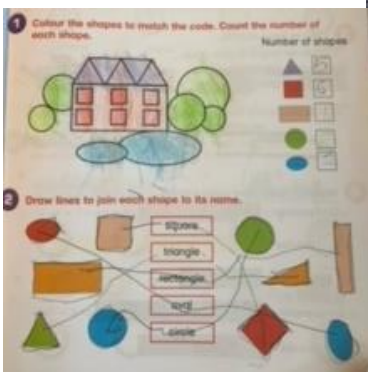 1 Colour the shapes to match the code. Count the number of
each shape.
Number of shapes
2 Draw lines to join each shape to its name.
square
triangle
rectangle
oval
circle